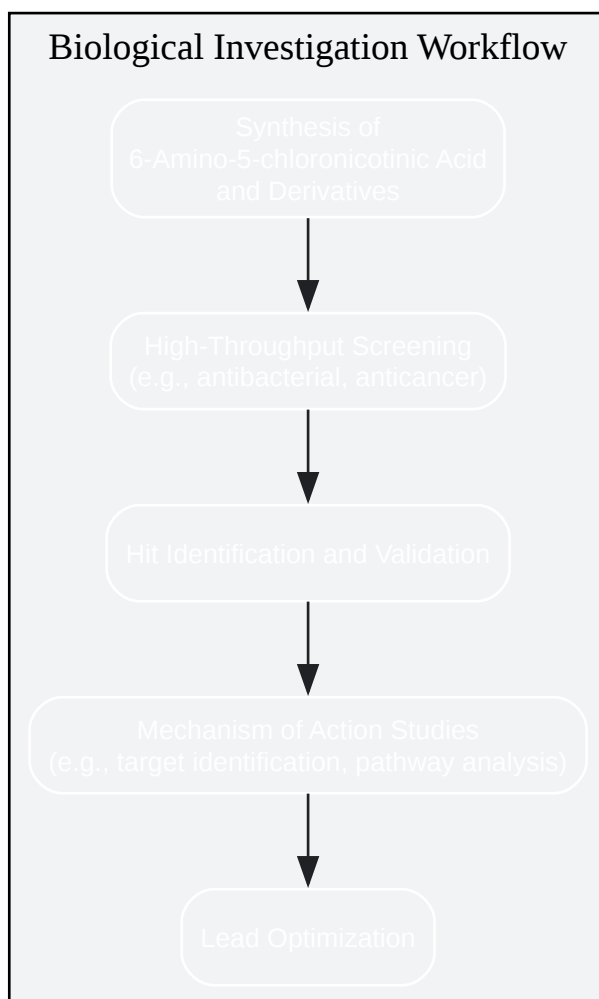 Biological Investigation Workflow
Synthesis of
6-Amino-5-chloronicotinic Acid
and Derivatives
High-Throughput Screening
(e.g., antibacterial, anticancer)
Hit Identification and Validation
Mechanism of Action Studies
(e.g., target identification, pathway analysis)
Lead Optimization